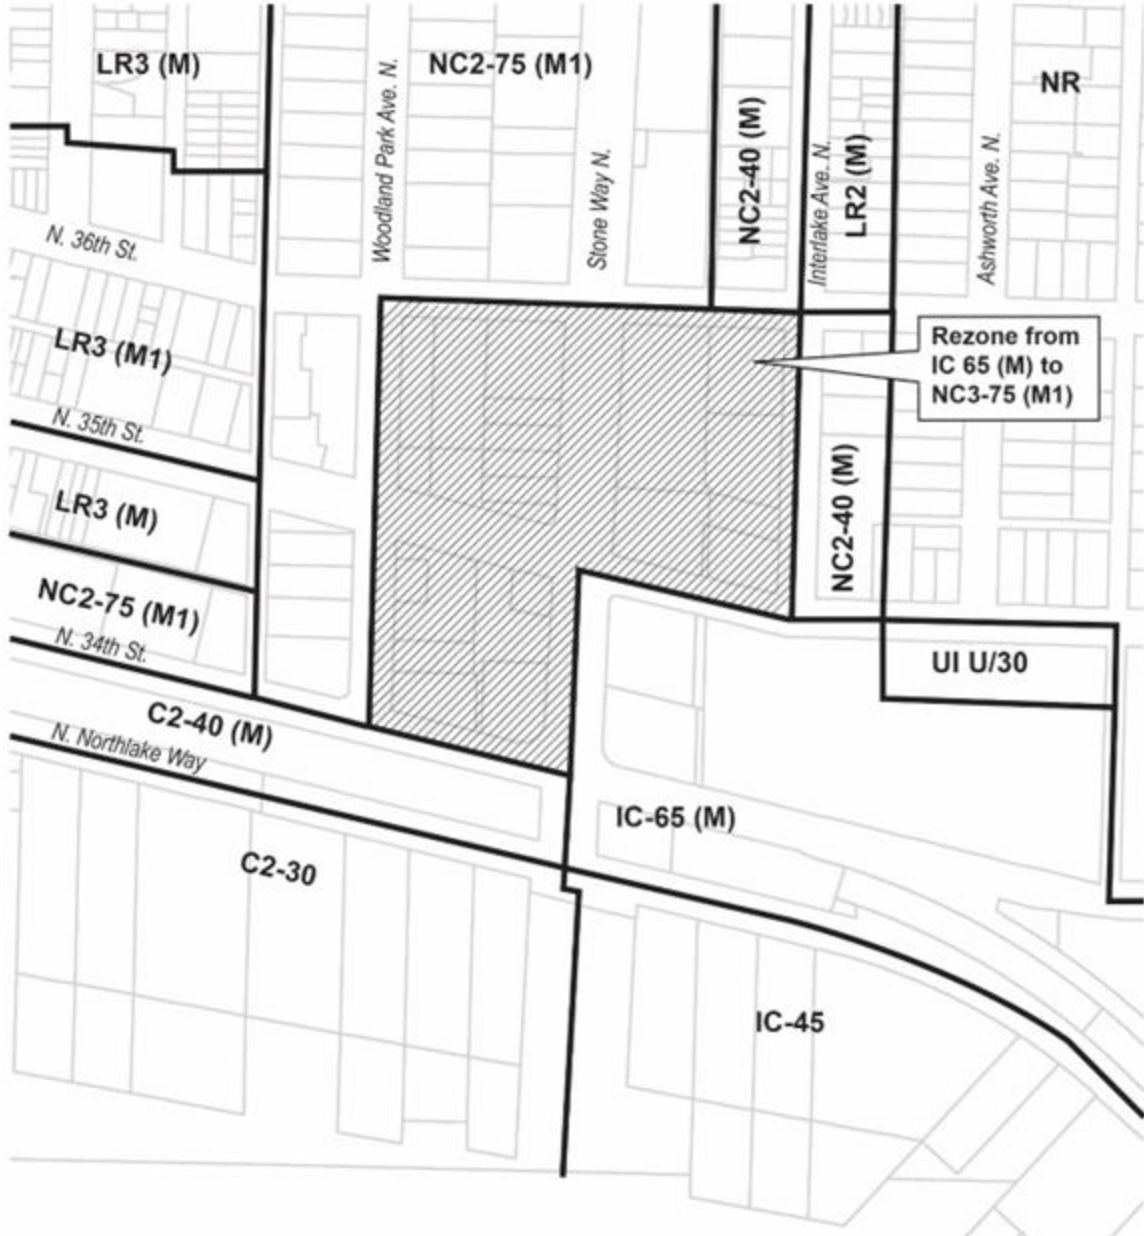 LR3 (M)
NC2-75 (M1)
NR
Woodland Park Ave. N.
Stone Way N.
NC2-40 (M)
Interlake Ave. N.
LR2 (M)
Ashworth Ave. N.
N. 36th St.
LR3 (M1)
Rezone from
IC 65 (M) to
NC3-75 (M1)
N. 35th St.
LR3 (M)
NC2-40 (M)
NC2-75 (M1)
N. 34th St.
UI U/30
C2-40 (M)
N. Northlake Way
IC-65 (M)
C2-30
IC-45